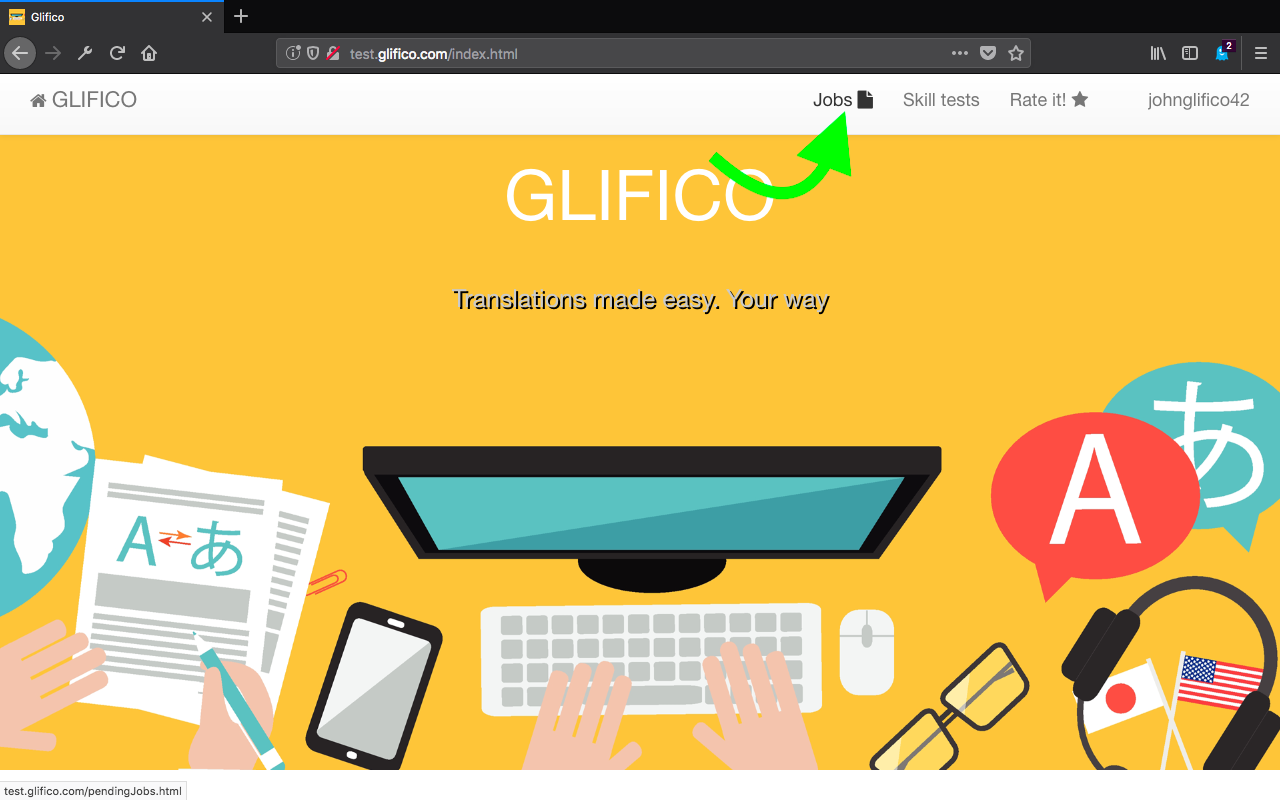 Glifico
2
test.glifico.com/index.html
GLIFICO
Jobs
Skill tests
Rate it!
johnglifico42
GLIFICO
Translations made easy. Your way
あ
A
A
あ
test.glifico.com/pendingJobs.html